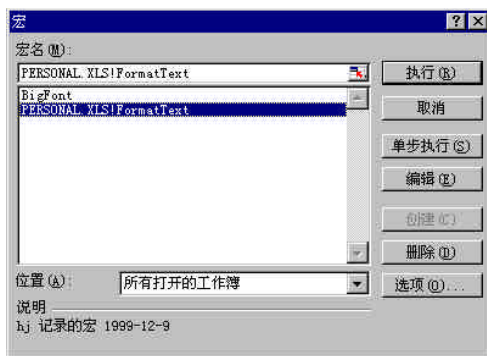 宏
宏名(M):
PERSONAL.XLS!FormatText
执行(R)
BigFont
PERSONAL.XLS!FormatText
取消
单步执行(S)
编辑(E)
创建(C)
删除(D)
位置(A):
所有打开的工作簿
选项(O)...
说明
hj 记录的宏 1999-12-9